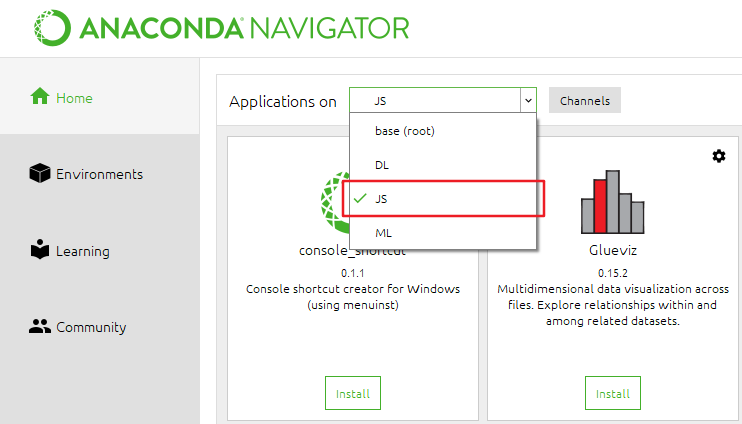 ANACONDA NAVIGATOR
Home
Environments
Learning
Community
Applications on
JS
Channels
base (root)
DL
JS
ML
console_shortcut
0.1.1
Console shortcut creator for Windows
(using menuinst)
Install
Glueviz
0.15.2
Multidimensional data visualization across
files. Explore relationships within and
among related datasets.
Install